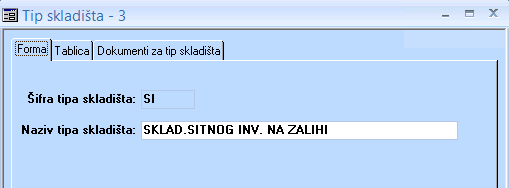 Tip skladišta - 3
Forma Tablica Dokumenti za tip skladišta
Šifra tipa skladišta: SI
Naziv tipa skladišta: SKLAD.SITNOG INV. NA ZALIHI